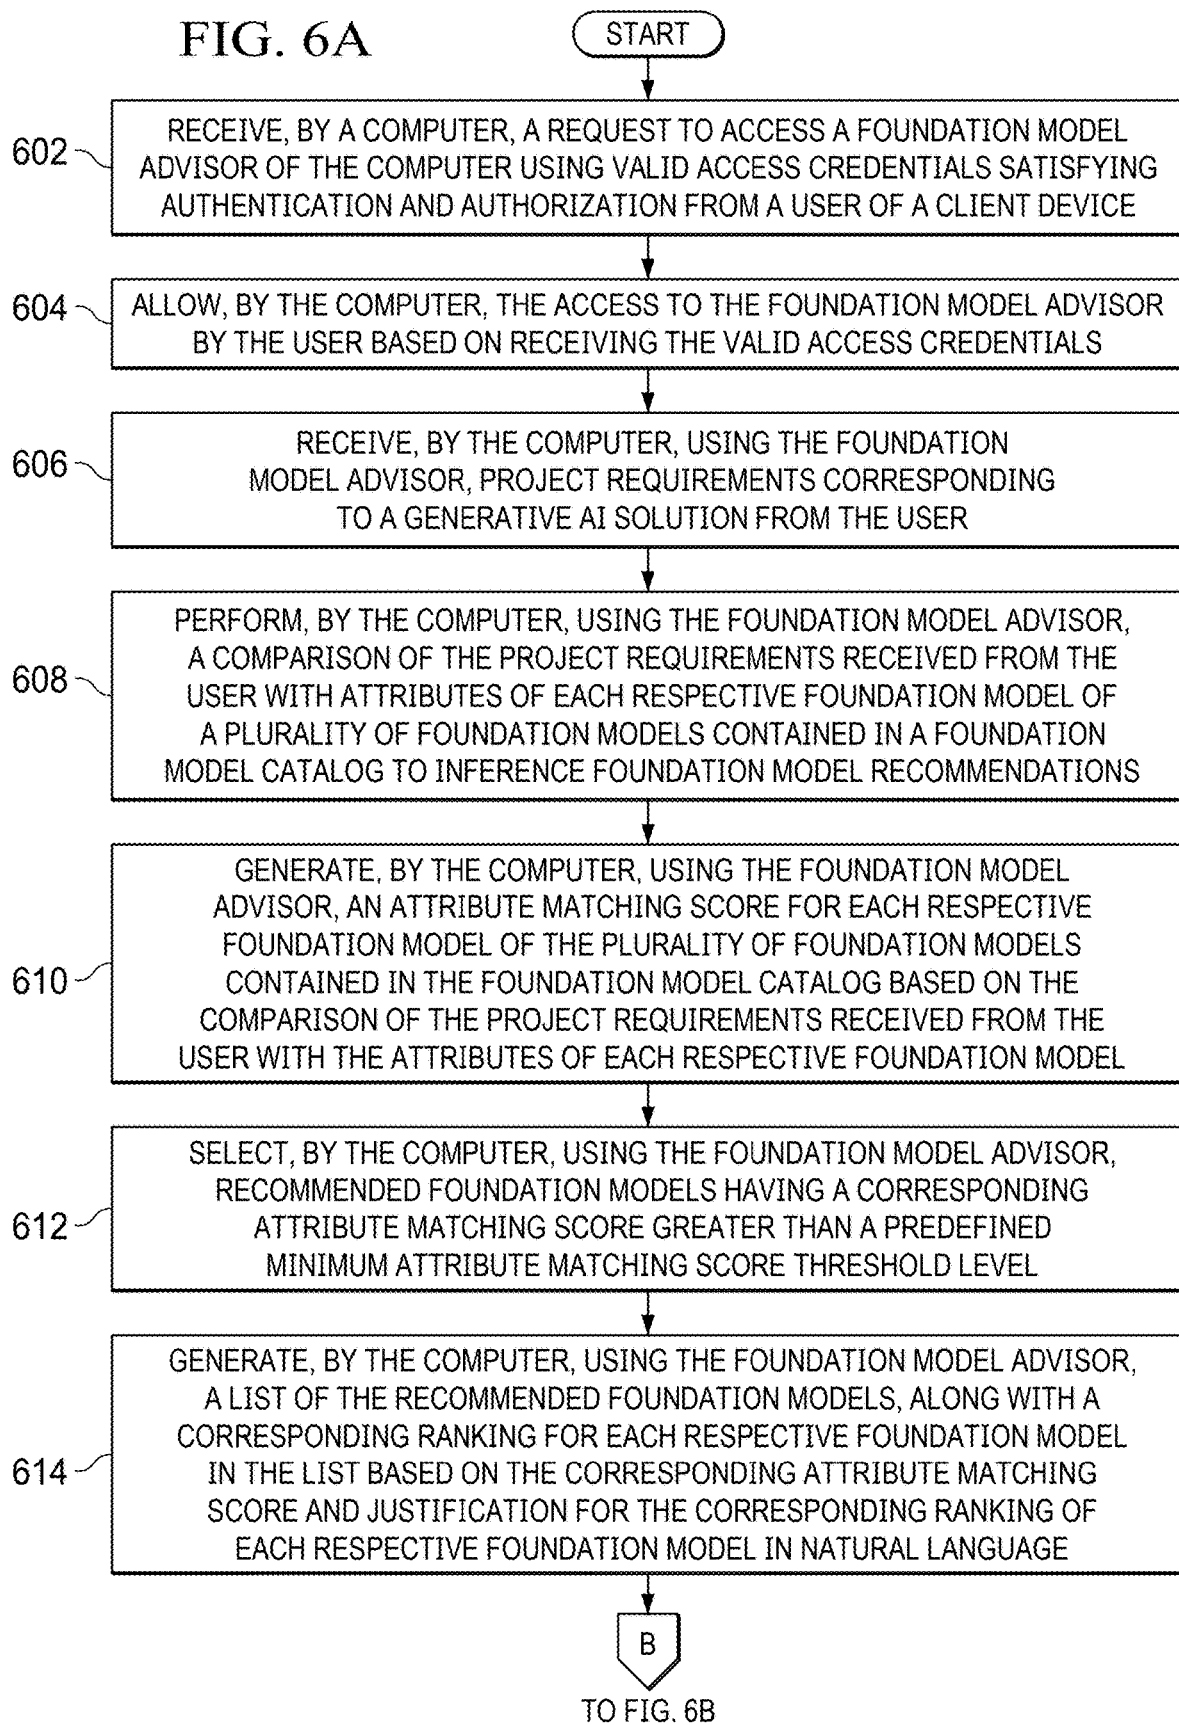 FIG. 6A
START
602
RECEIVE, BY A COMPUTER, A REQUEST TO ACCESS A FOUNDATION MODEL
ADVISOR OF THE COMPUTER USING VALID ACCESS CREDENTIALS SATISFYING
AUTHENTICATION AND AUTHORIZATION FROM A USER OF A CLIENT DEVICE
604
ALLOW, BY THE COMPUTER, THE ACCESS TO THE FOUNDATION MODEL ADVISOR
BY THE USER BASED ON RECEIVING THE VALID ACCESS CREDENTIALS
606
RECEIVE, BY THE COMPUTER, USING THE FOUNDATION
MODEL ADVISOR, PROJECT REQUIREMENTS CORRESPONDING
TO A GENERATIVE AI SOLUTION FROM THE USER
608
PERFORM, BY THE COMPUTER, USING THE FOUNDATION MODEL ADVISOR,
A COMPARISON OF THE PROJECT REQUIREMENTS RECEIVED FROM THE
USER WITH ATTRIBUTES OF EACH RESPECTIVE FOUNDATION MODEL OF
A PLURALITY OF FOUNDATION MODELS CONTAINED IN A FOUNDATION
MODEL CATALOG TO INFERENCE FOUNDATION MODEL RECOMMENDATIONS
610
GENERATE, BY THE COMPUTER, USING THE FOUNDATION MODEL
ADVISOR, AN ATTRIBUTE MATCHING SCORE FOR EACH RESPECTIVE
FOUNDATION MODEL OF THE PLURALITY OF FOUNDATION MODELS
CONTAINED IN THE FOUNDATION MODEL CATALOG BASED ON THE
COMPARISON OF THE PROJECT REQUIREMENTS RECEIVED FROM THE
USER WITH THE ATTRIBUTES OF EACH RESPECTIVE FOUNDATION MODEL
612
SELECT, BY THE COMPUTER, USING THE FOUNDATION MODEL ADVISOR,
RECOMMENDED FOUNDATION MODELS HAVING A CORRESPONDING
ATTRIBUTE MATCHING SCORE GREATER THAN A PREDEFINED
MINIMUM ATTRIBUTE MATCHING SCORE THRESHOLD LEVEL
614
GENERATE, BY THE COMPUTER, USING THE FOUNDATION MODEL ADVISOR,
A LIST OF THE RECOMMENDED FOUNDATION MODELS, ALONG WITH A
CORRESPONDING RANKING FOR EACH RESPECTIVE FOUNDATION MODEL
IN THE LIST BASED ON THE CORRESPONDING ATTRIBUTE MATCHING
SCORE AND JUSTIFICATION FOR THE CORRESPONDING RANKING OF
EACH RESPECTIVE FOUNDATION MODEL IN NATURAL LANGUAGE
B
TO FIG. 6B